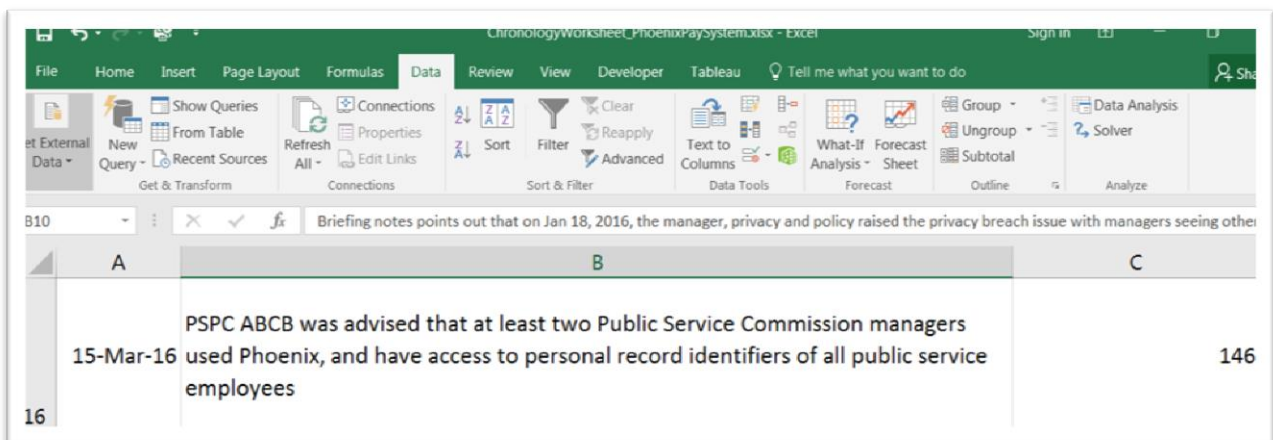 ChronologyWorksheet_PhoenixPaySystem.xlsx - Excel Sign in
File Home Insert Page Layout Formulas Data Review View Developer Tableau Tell me what you want to do
Show Queries Connections Clear Group Data Analysis
From Table Properties Reapply Ungroup Solver
Recent Sources Edit Links Advanced Subtotal
Data New Query Refresh All Sort Filter Text to Columns What-If Analysis Forecast Sheet
Get & Transform Connections Sort & Filter Data Tools Forecast Outline Analyze
fx Briefing notes points out that on Jan 18, 2016, the manager, privacy and policy raised the privacy breach issue with managers seeing other
A B C
PSPC ABCB was advised that at least two Public Service Commission managers
15-Mar-16 used Phoenix, and have access to personal record identifiers of all public service 146
employees
16